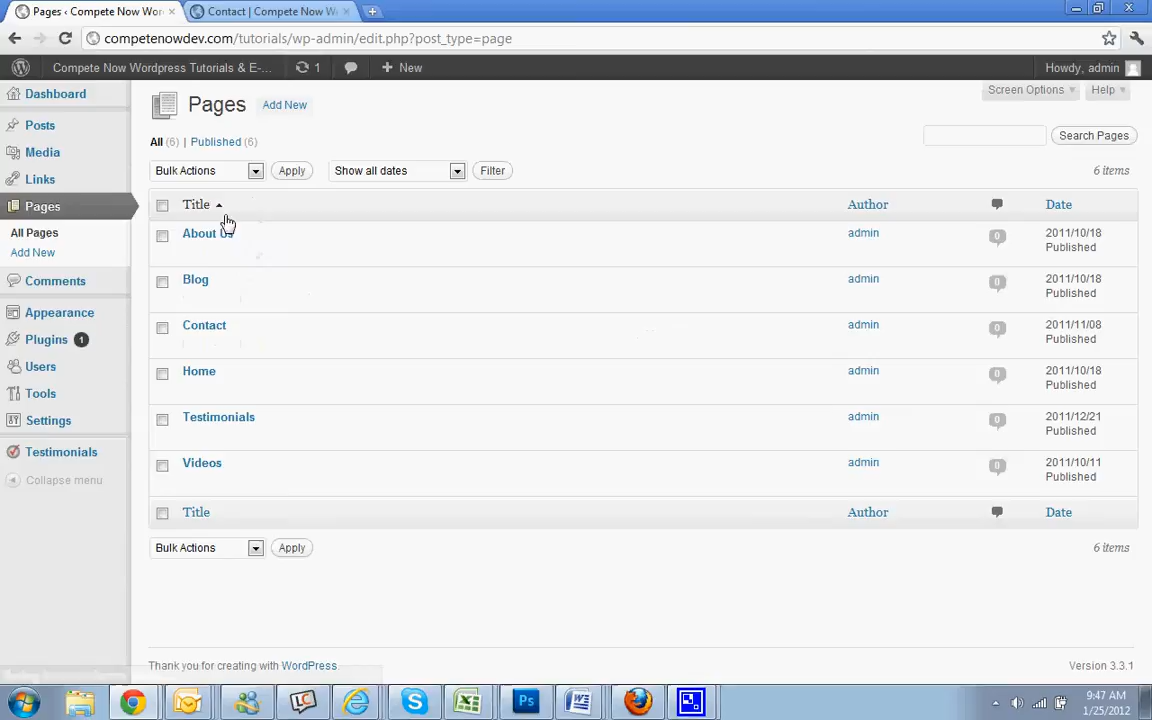 Pages ‹ Compete Now Wor
Contact | Compete Now W
competenowdev.com/tutorials/wp-admin/edit.php?post_type=page
Compete Now Wordpress Tutorials & E-... 1 New Howdy, admin
Dashboard
Posts
Media
Links
Pages
All Pages
Add New
Comments
Appearance
Plugins 1
Users
Tools
Settings
Testimonials
Collapse menu
Screen Options Help
Pages Add New
All (6) | Published (6)
Search Pages
Bulk Actions Apply Show all dates Filter 6 items
Title Author Date
About Us admin 0 2011/10/18
Published
Blog admin 0 2011/10/18
Published
Contact admin 0 2011/11/08
Published
Home admin 0 2011/10/18
Published
Testimonials admin 0 2011/12/21
Published
Videos admin 0 2011/10/11
Published
Title Author Date
Bulk Actions Apply 6 items
Thank you for creating with WordPress. Version 3.3.1
Ps
9:47 AM
1/25/2012